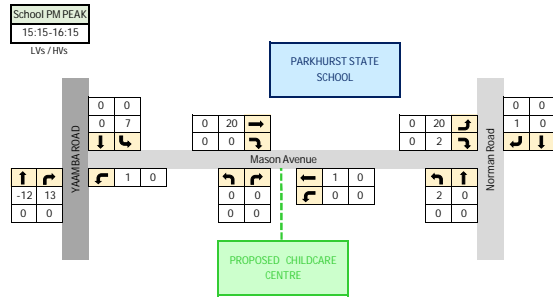 School PM PEAK
15:15-16:15
LVs / HVs
PARKHURST STATE
SCHOOL
0 0
0 7
0 20
0 0
0 20
0 2
0 0
1 0
YAAMBA ROAD
Mason Avenue
Norman Road
1 0
-12 13
0 0
0 0
0 0
1 0
0 0
2 0
0 0
PROPOSED CHILDCARE
CENTRE